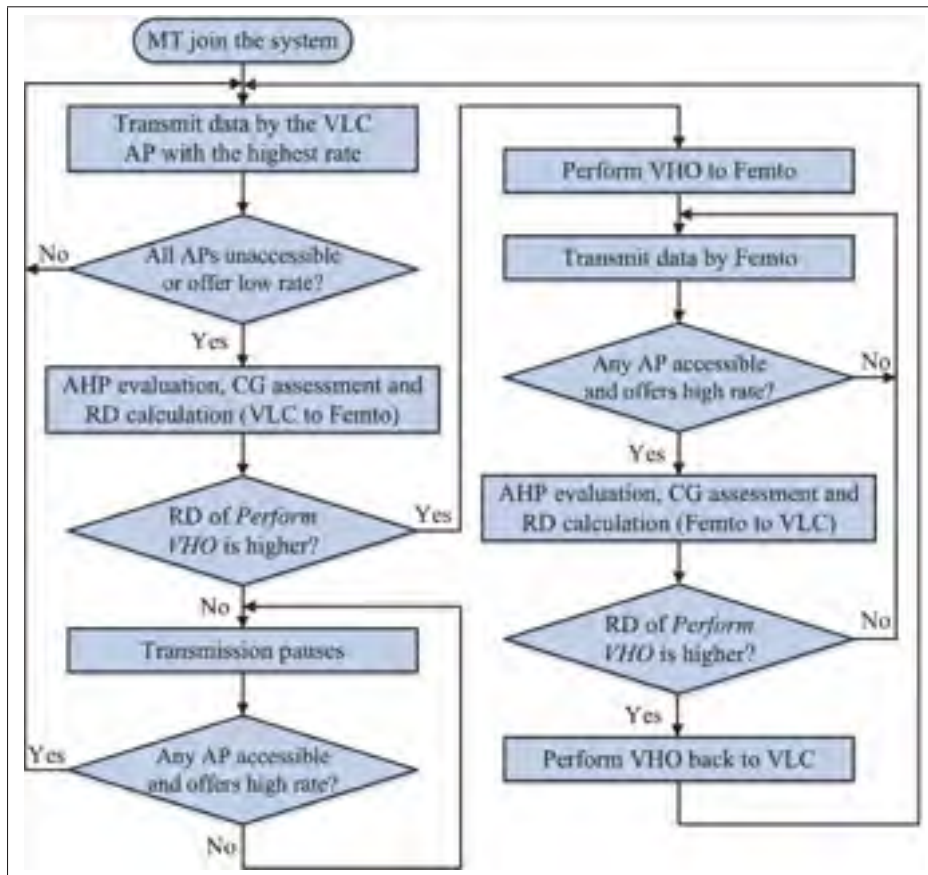 MT join the system
Transmit data by the VLC
AP with the highest rate
All APs unaccessible
or offer low rate?
No
Yes
AHP evaluation, CG assessment and
RD calculation (VLC to Femto)
RD of Perform
VHO is higher?
Yes
No
Transmission pauses
Any AP accessible
and offers high rate?
Yes
No
Perform VHO to Femto
Transmit data by Femto
Any AP accessible
and offers high rate?
No
Yes
AHP evaluation, CG assessment and
RD calculation (Femto to VLC)
RD of Perform
VHO is higher?
No
Yes
Perform VHO back to VLC